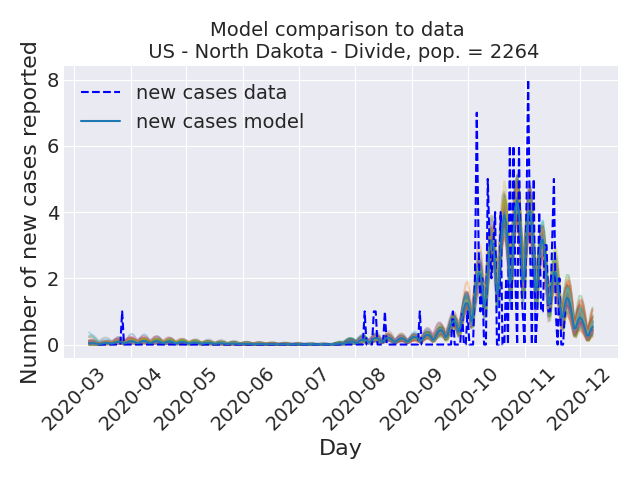 Model comparison to data
US - North Dakota - Divide, pop. = 2264
Number of new cases reported
8
6
4
2
0
new cases data
new cases model
2020-03
2020-04
2020-05
2020-06
2020-07
2020-08
2020-09
2020-10
2020-11
2020-12
Day